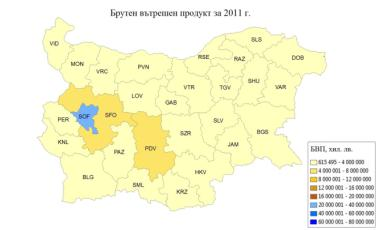 Брутен вътрешен продукт за 2011 г.
VID
MON
VRC
PVN
RSE
RAZ
SLS
DOB
SHU
VAR
TGV
VTR
LOV
GAB
SOF
SFO
PER
KNL
PAZ
PDV
SZR
SLV
JAM
BGS
BLG
SML
KRZ
HKV
БВП, хил. лв.
615 495 - 4 000 000
4 000 001 - 8 000 000
8 000 001 - 12 000 000
12 000 001 - 16 000 000
16 000 001 - 20 000 000
20 000 001 - 40 000 000
40 000 001 - 60 000 000
60 000 001 - 80 000 000